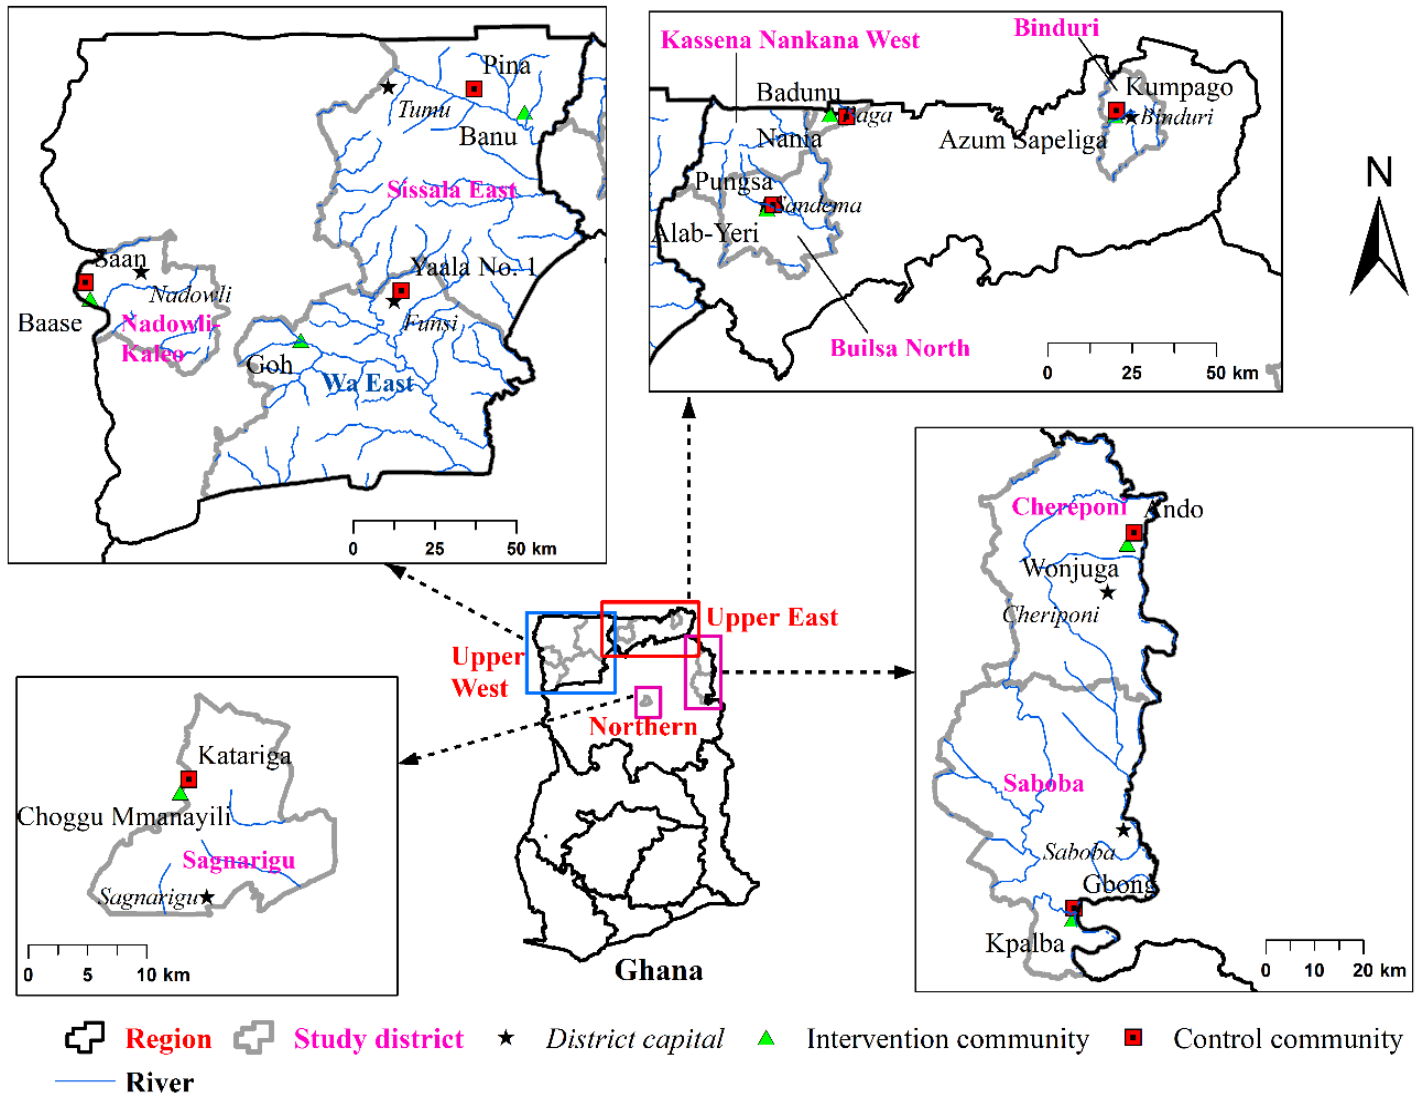 Pina
Tumu
Banu
Sissala East
Saan
Nadowli
Baase
Nadowli-
Kaleo
Yaala No. 1
Funsi
Goh
Wa East
0 25 50 km
Kassena Nankana West
Binduri
Badunu
Paga
Nania
Kumpago
Binduri
Azum Sapeliga
Pungsa
Sandema
Alab-Yeri
Builsa North
0 25 50 km
N
Chereponi
Ando
Wonjuga
Cheriponi
Saboba
Saboba
Gbong
Kpalba
0 10 20 km
Upper East
Upper
West
Northern
Ghana
Katariga
Choggu Mmanayili
Sagnarigu
Sagnarigu
0 5 10 km
Region
Study district
District capital
Intervention community
Control community
River